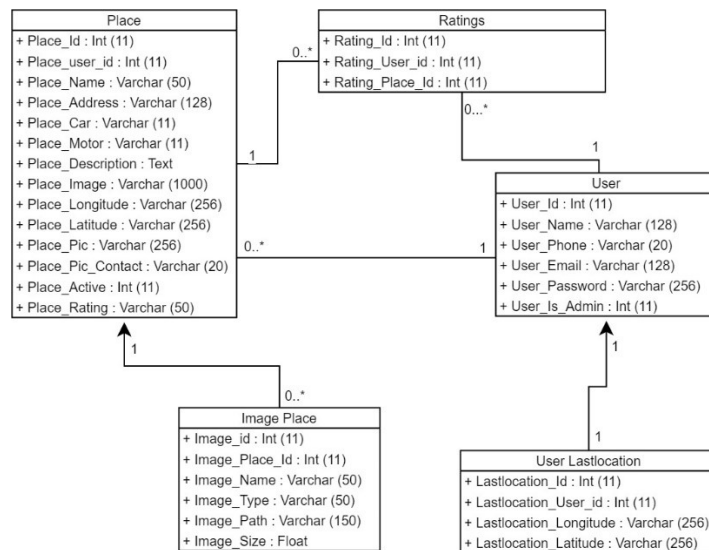 Place
+ Place_Id : Int (11)
+ Place_user_id : Int (11)
+ Place_Name : Varchar (50)
+ Place_Address : Varchar (128)
+ Place_Car : Varchar (11)
+ Place_Motor : Varchar (11)
+ Place_Description : Text
+ Place_Image : Varchar (1000)
+ Place_Longitude : Varchar (256)
+ Place_Latitude : Varchar (256)
+ Place_Pic : Varchar (256)
+ Place_Pic_Contact : Varchar (20)
+ Place_Active : Int (11)
+ Place_Rating : Varchar (50)
Ratings
+ Rating_Id : Int (11)
+ Rating_User_id : Int (11)
+ Rating_Place_Id : Int (11)
0..*
1
0...*
1
User
+ User_Id : Int (11)
+ User_Name : Varchar (128)
+ User_Phone : Varchar (20)
+ User_Email : Varchar (128)
+ User_Password : Varchar (256)
+ User_Is_Admin : Int (11)
0..*
1
1
0..*
Image Place
+ Image_id : Int (11)
+ Image_Place_Id : Int (11)
+ Image_Name : Varchar (50)
+ Image_Type : Varchar (50)
+ Image_Path : Varchar (150)
+ Image_Size : Float
1
1
User Lastlocation
+ Lastlocation_Id : Int (11)
+ Lastlocation_User_id : Int (11)
+ Lastlocation_Longitude : Varchar (256)
+ Lastlocation_Latitude : Varchar (256)